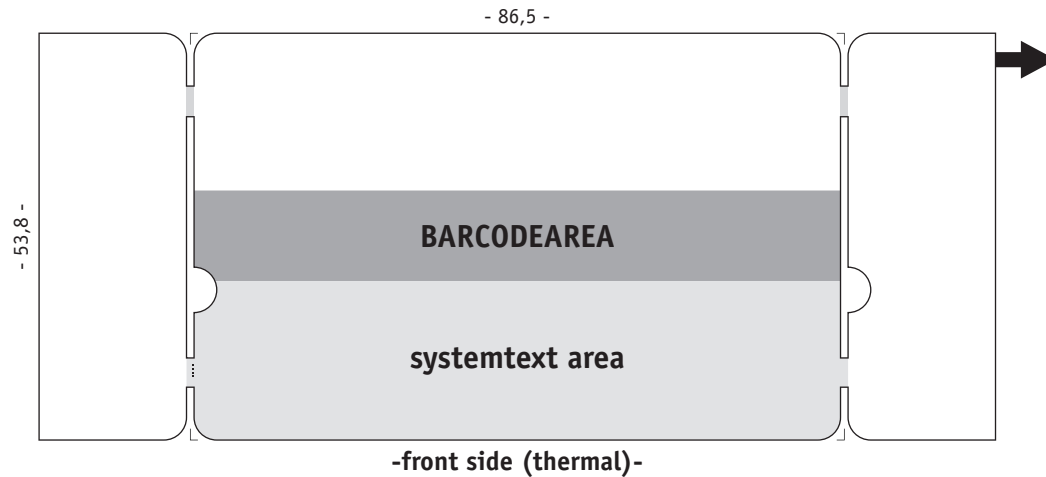 - 86,5 -
- 53,8 -
BARCODEAREA
systemtext area
-front side (thermal)-